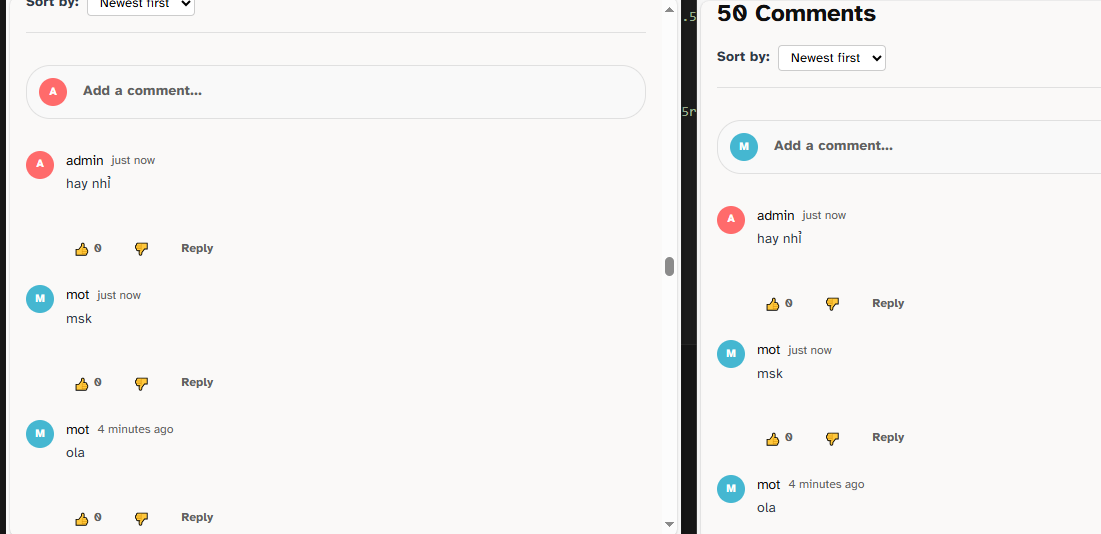 Sort by: Newest first
A Add a comment...
A admin just now
hay nhỉ
0 Reply
M mot just now
msk
0 Reply
M mot 4 minutes ago
ola
0 Reply
.5
5r
50 Comments
Sort by: Newest first
M Add a comment...
A admin just now
hay nhỉ
0 Reply
M mot just now
msk
0 Reply
M mot 4 minutes ago
ola